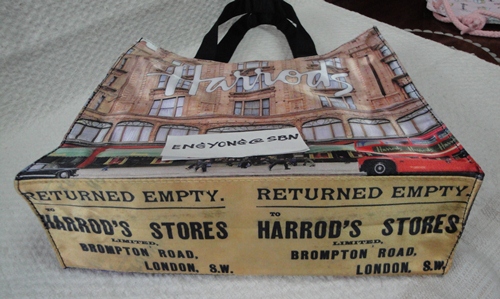 Harrods
ENEYONE@SBN
RETURNED EMPTY.
TO
HARROD'S STORES
LIMITED,
BROMPTON ROAD,
LONDON, S.W.
RETURNED EMPTY.
TO
HARROD'S STORES,
LIMITED,
BROMPTON ROAD,
LONDON, S.W.